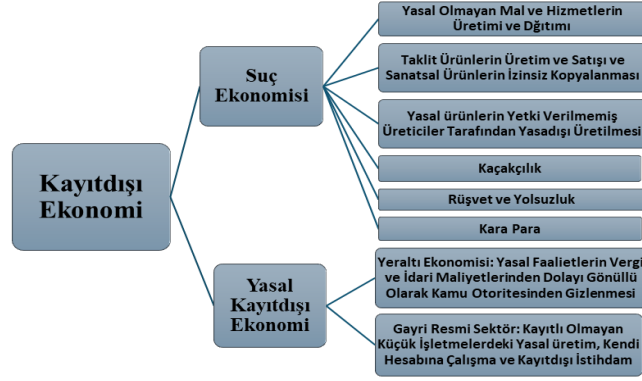 Kayıtdışı
Ekonomi
Suç
Ekonomisi
Yasal Olmayan Mal ve Hizmetlerin
Üretimi ve Dğıtımı
Taklit Ürünlerin Üretim ve Satışı ve
Sanatsal Ürünlerin İzinsiz Kopyalanması
Yasal ürünlerin Yetki Verilmemiş
Üreticiler Tarafından Yasadışı Üretilmesi
Kaçakçılık
Rüşvet ve Yolsuzluk
Kara Para
Yasal
Kayıtdışı
Ekonomi
Yeraltı Ekonomisi: Yasal Faalietlerin Vergi
ve İdari Maliyetlerinden Dolayı Gönüllü
Olarak Kamu Otoritesinden Gizlenmesi
Gayri Resmi Sektör: Kayıtlı Olmayan
Küçük İşletmelerdeki Yasal üretim, Kendi
Hesabına Çalışma ve Kayıtdışı İstihdam